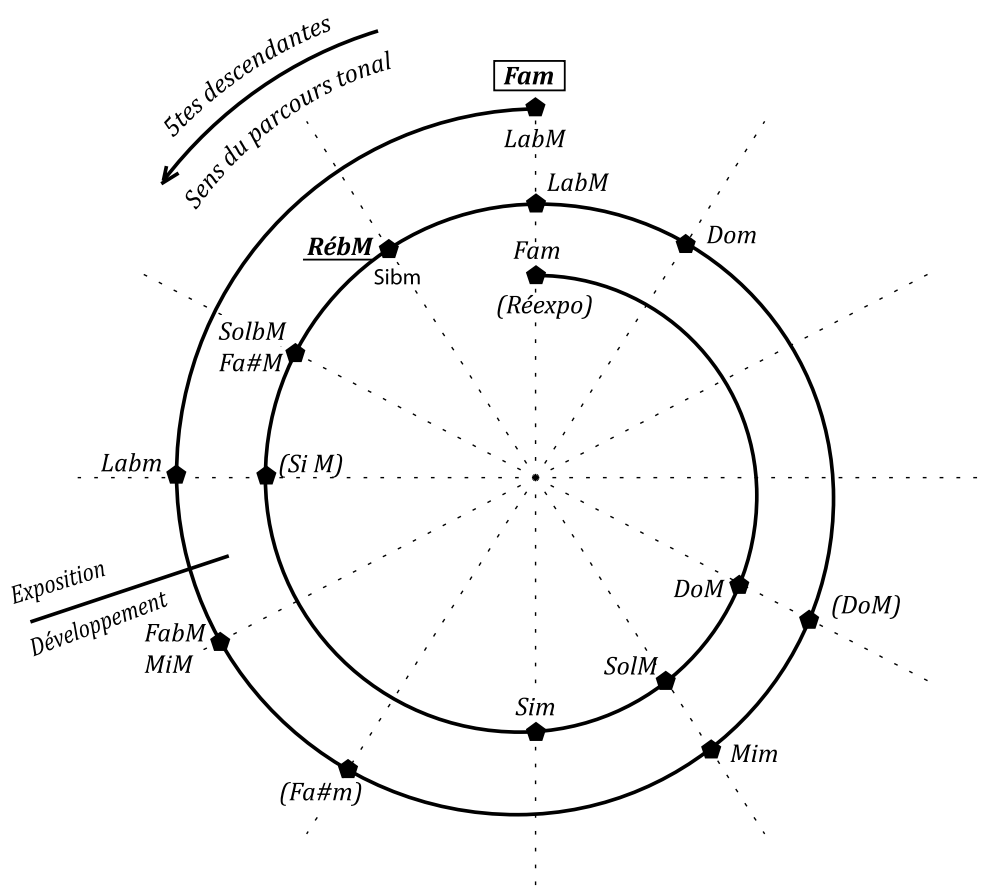 5tes descendantes
Sens du parcours tonal
Fam
LabM
LabM
Dom
RébM
Sibm
Fam
(Réexpo)
SolbM
Fa#M
Labm
(Si M)
Exposition
Développement
FabM
MiM
DoM
(DoM)
SolM
Sim
Mim
(Fa#m)